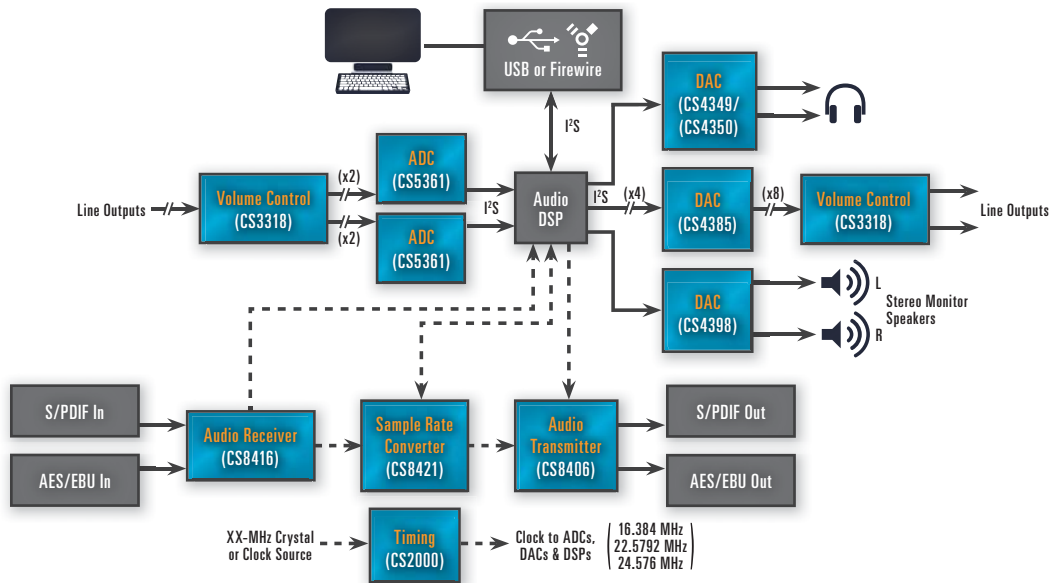 USB or Firewire
I²S
DAC
(CS4349/
CS4350)
Line Outputs
Volume Control
(CS3318)
(x2)
(x2)
ADC
(CS5361)
ADC
(CS5361)
I²S
Audio
DSP
I²S
(x4)
DAC
(CS4385)
(x8)
Volume Control
(CS3318)
Line Outputs
DAC
(CS4398)
L
R
Stereo Monitor
Speakers
S/PDIF In
AES/EBU In
Audio Receiver
(CS8416)
Sample Rate
Converter
(CS8421)
Audio
Transmitter
(CS8406)
S/PDIF Out
AES/EBU Out
XX-MHz Crystal
or Clock Source
Timing
(CS2000)
Clock to ADCs,
DACs & DSPs
16.384 MHz
22.5792 MHz
24.576 MHz